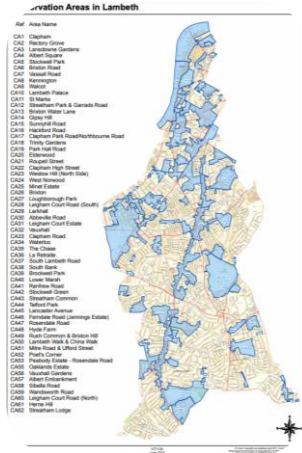 rvation Areas in Lambeth
Ref Area Name
CA1 Clapham
CA2 Rectory Grove
CA3 Lansdowne Gardens
CA4 Albert Square
CA5 Stockwell Park
CA6 Brixton Road
CA7 Vassall Road
CA8 Kennington
CA9 Walcot
CA10 Lambeth Palace
CA11 St Marks
CA12 Streatham Park & Garrads Road
CA13 Brixton Water Lane
CA14 Gipsy Hill
CA15 Sunnyhill Road
CA16 Hackford Road
CA17 Clapham Park Road/Northbourne Road
CA18 Trinity Gardens
CA19 Park Hall Road
CA20 Elderwood
CA21 Roupell Street
CA22 Clapham High Street
CA23 Westow Hill (North Side)
CA24 West Norwood
CA25 Minet Estate
CA26 Brixton
CA27 Loughborough Park
CA28 Leigham Court Road (South)
CA29 Larkhall
CA30 Abbeville Road
CA31 Leigham Court Estate
CA32 Vauxhall
CA33 Clapham Road
CA34 Waterloo
CA35 The Chase
CA36 La Retraite
CA37 South Lambeth Road
CA38 South Bank
CA39 Brockwell Park
CA40 Lower Marsh
CA41 Renfrew Road
CA42 Stockwell Green
CA43 Streatham Common
CA44 Telford Park
CA45 Lancaster Avenue
CA46 Ferndale Road (Jennings Estate)
CA47 Rosendale Road
CA48 Hyde Farm
CA49 Rush Common & Brixton Hill
CA50 Lambeth Walk & China Walk
CA51 Mitre Road & Ufford Street
CA52 Poet's Corner
CA53 Peabody Estate - Rosendale Road
CA55 Oaklands Estate
CA56 Vauxhall Gardens
CA57 Albert Embankment
CA58 Sibella Road
CA59 Wandsworth Road
CA60 Leigham Court Road (North)
CA61 Herne Hill
CA62 Streatham Lodge